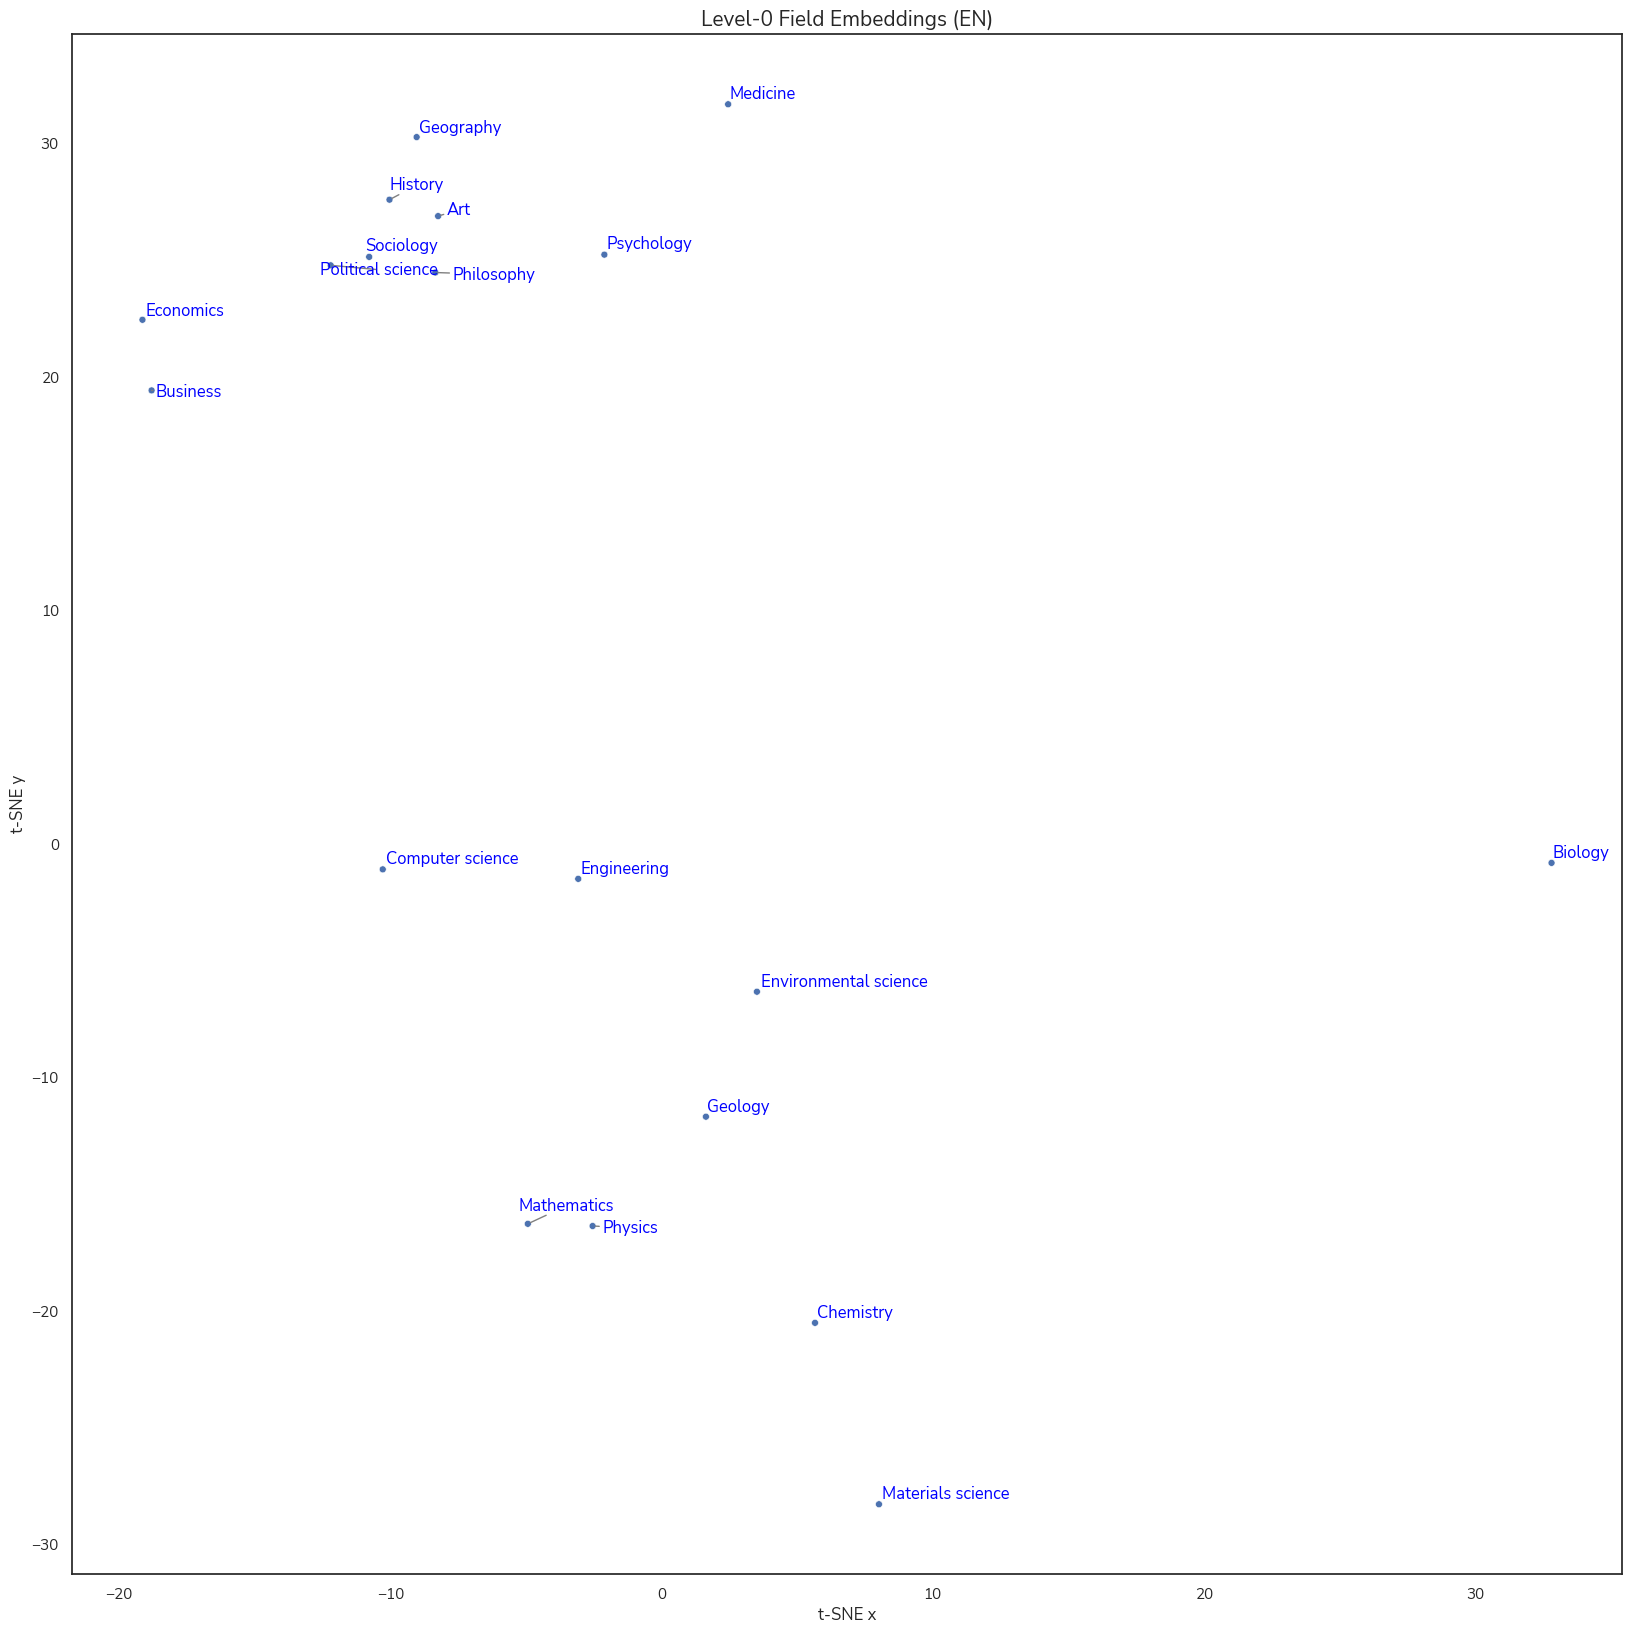 Level-0 Field Embeddings (EN)
Medicine
Geography
History
Art
Sociology
Psychology
Political science
Philosophy
Economics
Business
Computer science
Engineering
Biology
Environmental science
Geology
Mathematics
Physics
Chemistry
Materials science
t-SNE y
30
20
10
0
−10
−20
−30
−20
−10
0
10
20
30
t-SNE x